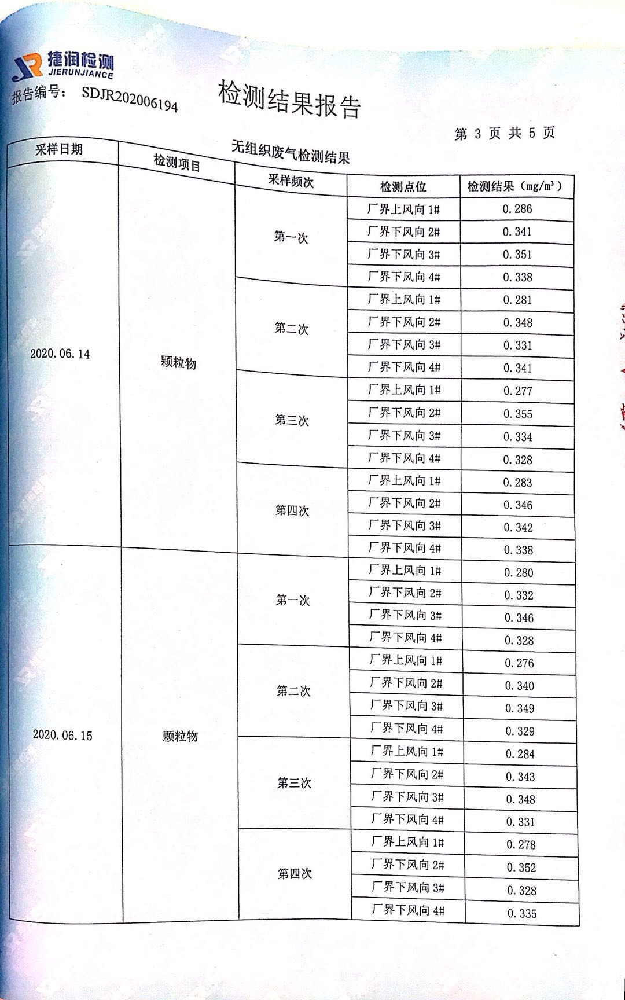 捷润检测
JIERUNJIANCE
报告编号： SDJR202006194
检测结果报告
第 3 页 共 5 页
无组织废气检测结果
采样日期 检测项目 采样频次 检测点位 检测结果（mg/m³）
2020.06.14 颗粒物 第一次 厂界上风向 1# 0.286
厂界下风向 2# 0.341
厂界下风向 3# 0.351
厂界下风向 4# 0.338
第二次 厂界上风向 1# 0.281
厂界下风向 2# 0.348
厂界下风向 3# 0.331
厂界下风向 4# 0.341
第三次 厂界上风向 1# 0.277
厂界下风向 2# 0.355
厂界下风向 3# 0.334
厂界下风向 4# 0.328
第四次 厂界上风向 1# 0.283
厂界下风向 2# 0.346
厂界下风向 3# 0.342
厂界下风向 4# 0.338
2020.06.15 颗粒物 第一次 厂界上风向 1# 0.280
厂界下风向 2# 0.332
厂界下风向 3# 0.346
厂界下风向 4# 0.328
第二次 厂界上风向 1# 0.276
厂界下风向 2# 0.340
厂界下风向 3# 0.349
厂界下风向 4# 0.329
第三次 厂界上风向 1# 0.284
厂界下风向 2# 0.343
厂界下风向 3# 0.348
厂界下风向 4# 0.331
第四次 厂界上风向 1# 0.278
厂界下风向 2# 0.352
厂界下风向 3# 0.328
厂界下风向 4# 0.335